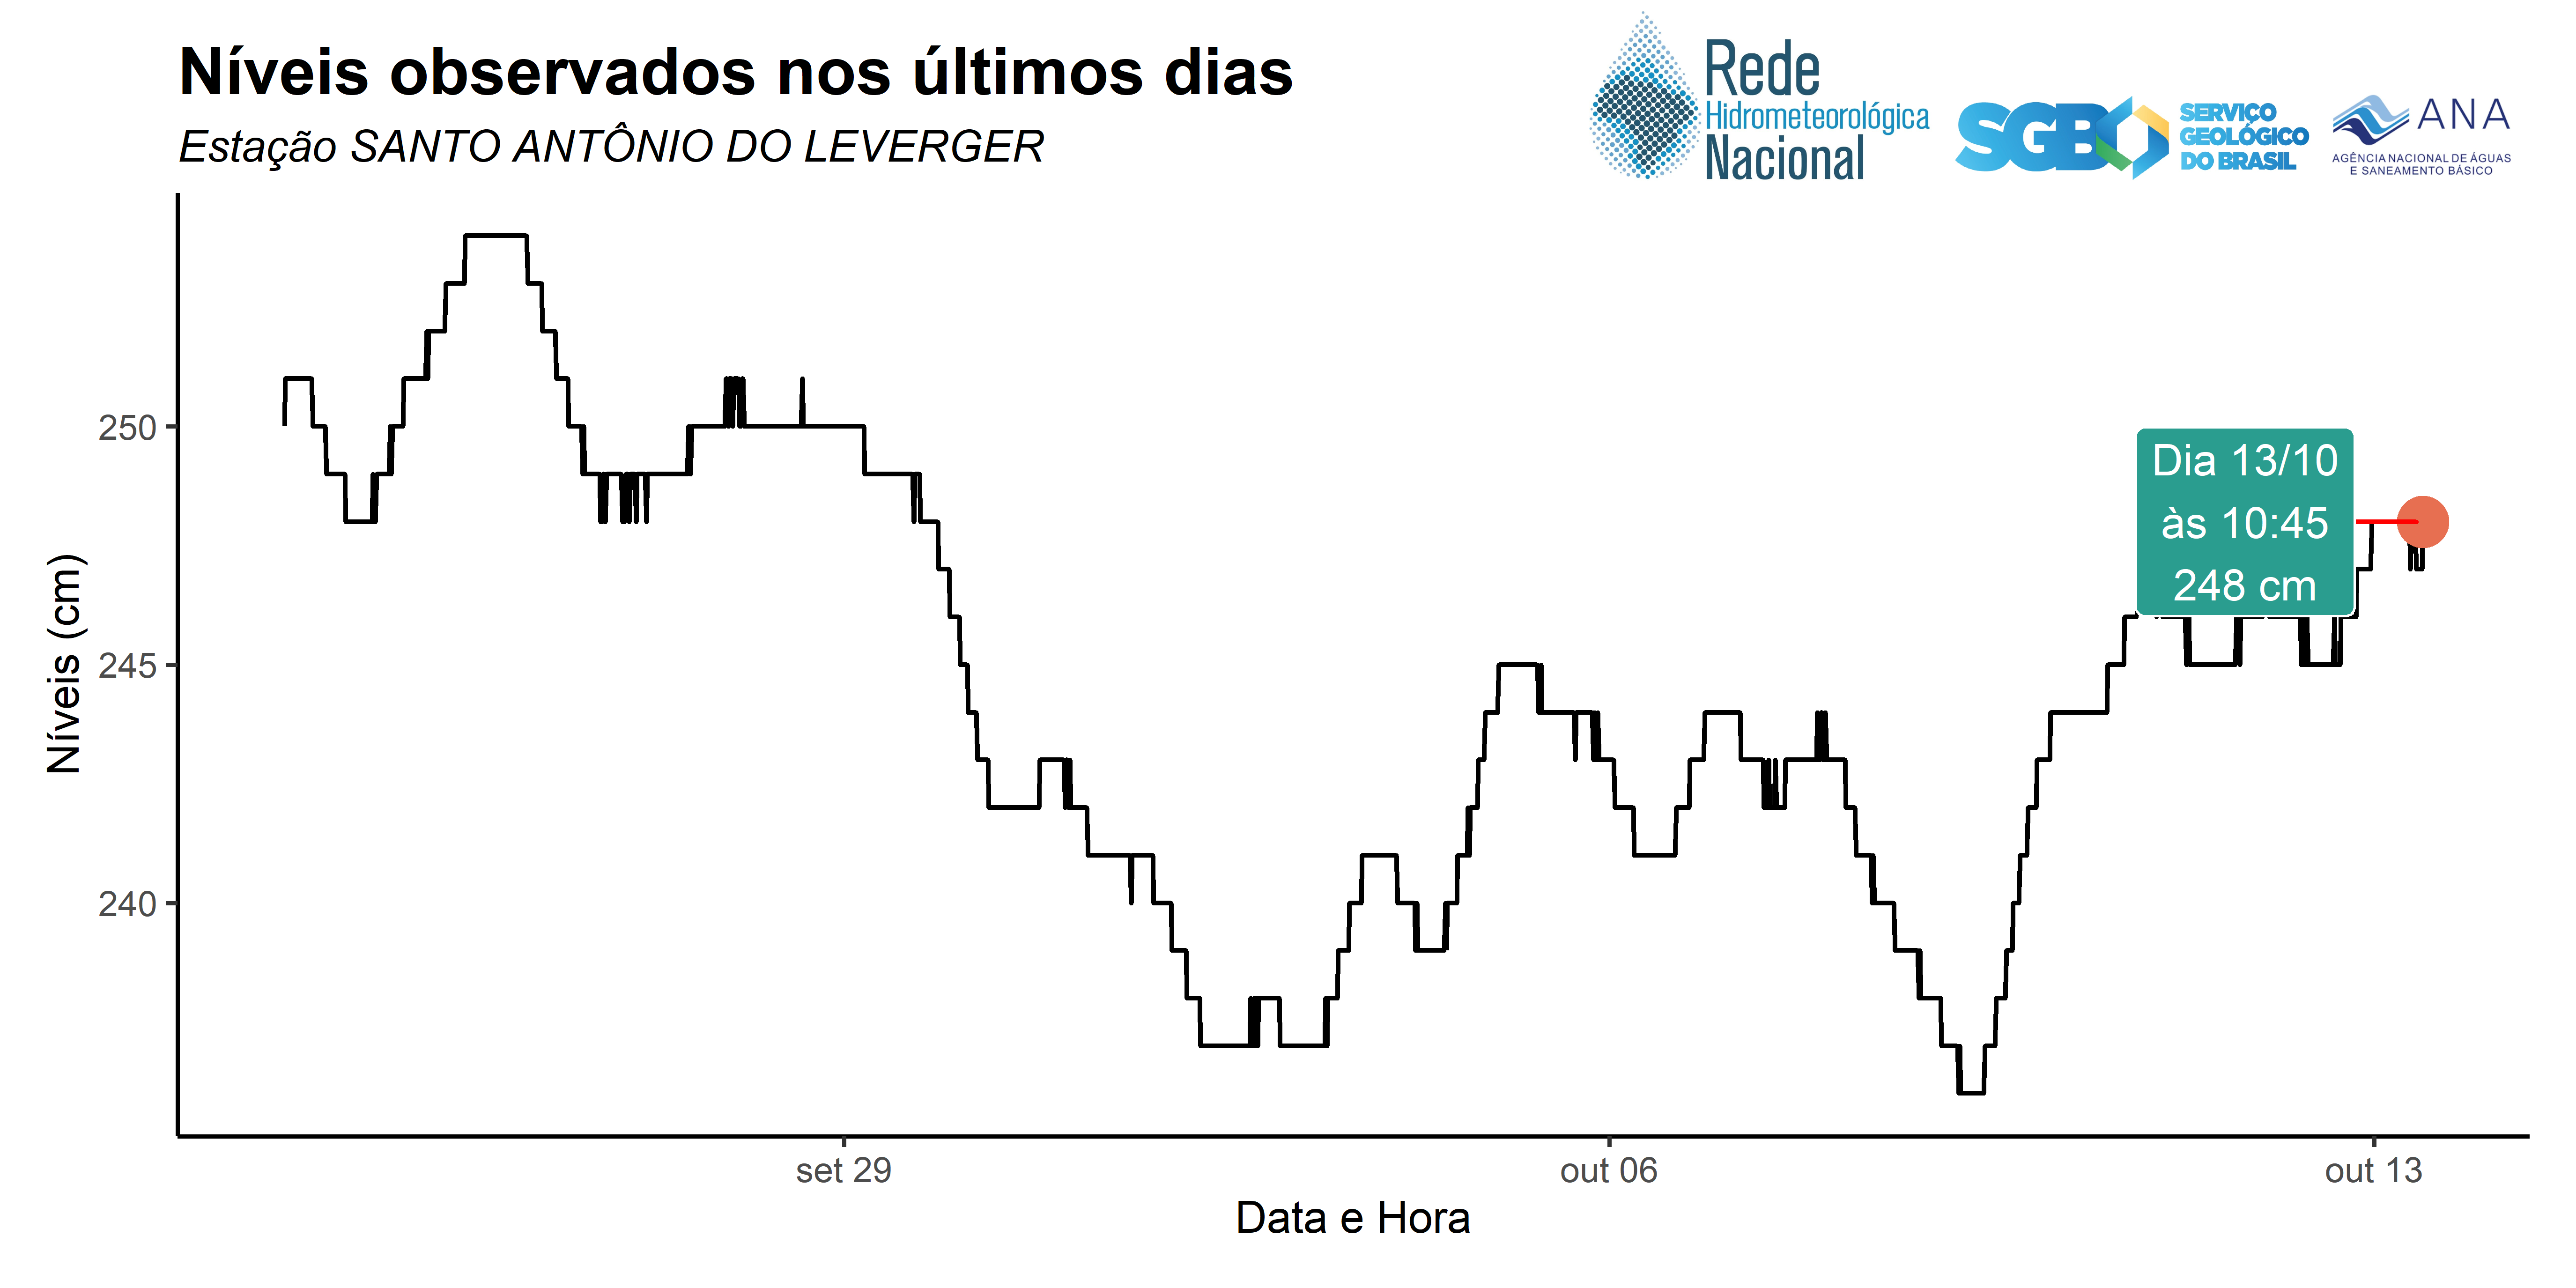 Níveis observados nos últimos dias
Estação SANTO ANTÔNIO DO LEVERGER
Rede
Hidrometeorológica
Nacional
SGB
SERVIÇO
GEOLÓGICO
DO BRASIL
ANA
AGÊNCIA NACIONAL DE ÁGUAS
E SANEAMENTO BÁSICO
Níveis (cm)
250
245
240
Dia 13/10
às 10:45
248 cm
set 29
out 06
out 13
Data e Hora